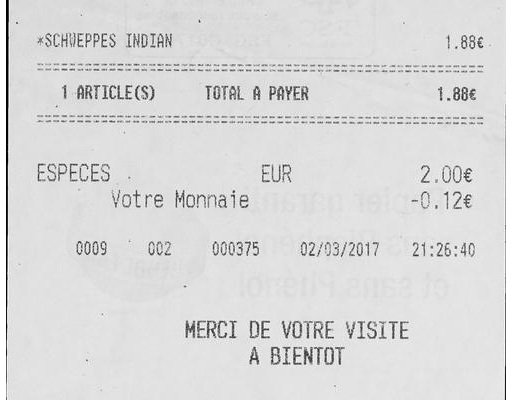 *SCHWEPPES INDIAN 1.88€
1 ARTICLE(S) TOTAL A PAYER 1.88€
ESPECES EUR 2.00€
Votre Monnaie -0.12€
0009 002 000375 02/03/2017 21:26:40
MERCI DE VOTRE VISITE
A BIENTOT